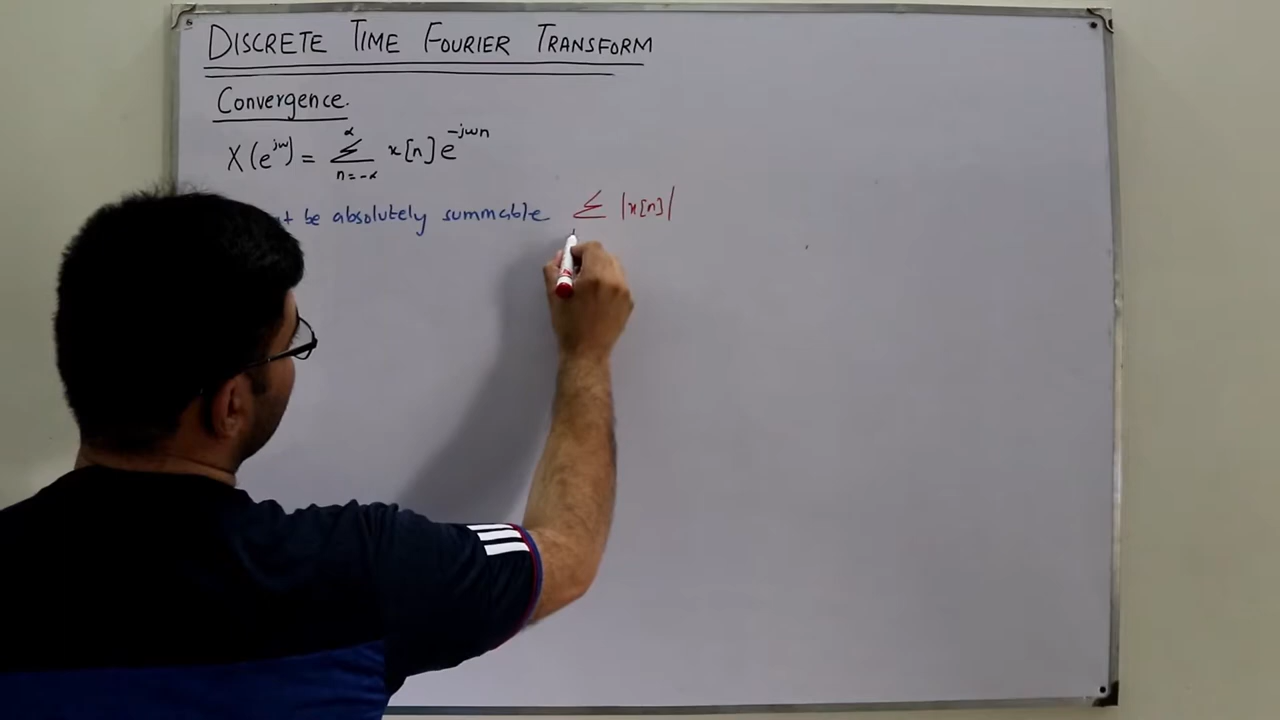 DISCRETE TIME FOURIER TRANSFORM
Convergence.
X(e^{jω}) = Σ_{n=-∞}^{∞} x[n] e^{-jωn}
be absolutely summable Σ |x[n]|